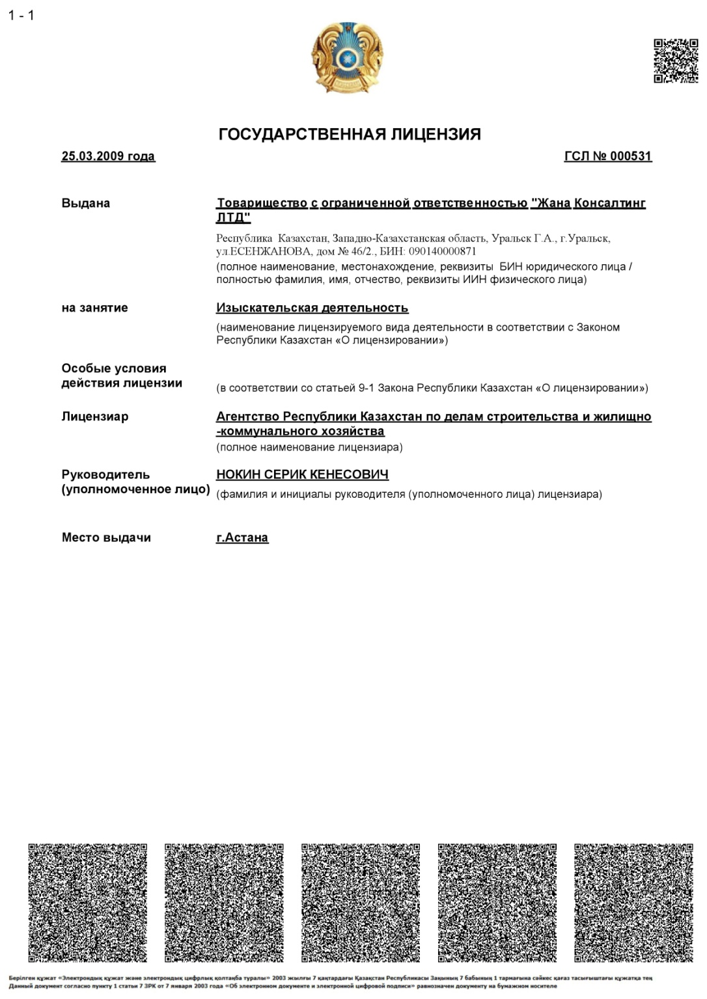 1 - 1
ГОСУДАРСТВЕННАЯ ЛИЦЕНЗИЯ
25.03.2009 года ГСЛ № 000531
Выдана Товарищество с ограниченной ответственностью "Жана Консалтинг
ЛТД"
Республика Казахстан, Западно-Казахстанская область, Уральск Г.А., г.Уральск,
ул.ЕСЕНЖАНОВА, дом № 46/2., БИН: 090140000871
(полное наименование, местонахождение, реквизиты БИН юридического лица /
полностью фамилия, имя, отчество, реквизиты ИИН физического лица)
на занятие Изыскательская деятельность
(наименование лицензируемого вида деятельности в соответствии с Законом
Республики Казахстан «О лицензировании»)
Особые условия
действия лицензии (в соответствии со статьей 9-1 Закона Республики Казахстан «О лицензировании»)
Лицензиар Агентство Республики Казахстан по делам строительства и жилищно
-коммунального хозяйства
(полное наименование лицензиара)
Руководитель НОКИН СЕРИК КЕНЕСОВИЧ
(уполномоченное лицо) (фамилия и инициалы руководителя (уполномоченного лица) лицензиара)
Место выдачи г.Астана
Берілген құжат «Электрондық құжат және электрондық цифрлық қолтаңба туралы» 2003 жылғы 7 қаңтардағы Қазақстан Республикасы Заңының 7 бабының 1 тармағына сәйкес қағаз тасығыштағы құжатқа тең
Данный документ согласно пункту 1 статьи 7 ЗРК от 7 января 2003 года «Об электронном документе и электронной цифровой подписи» равнозначен документу на бумажном носителе